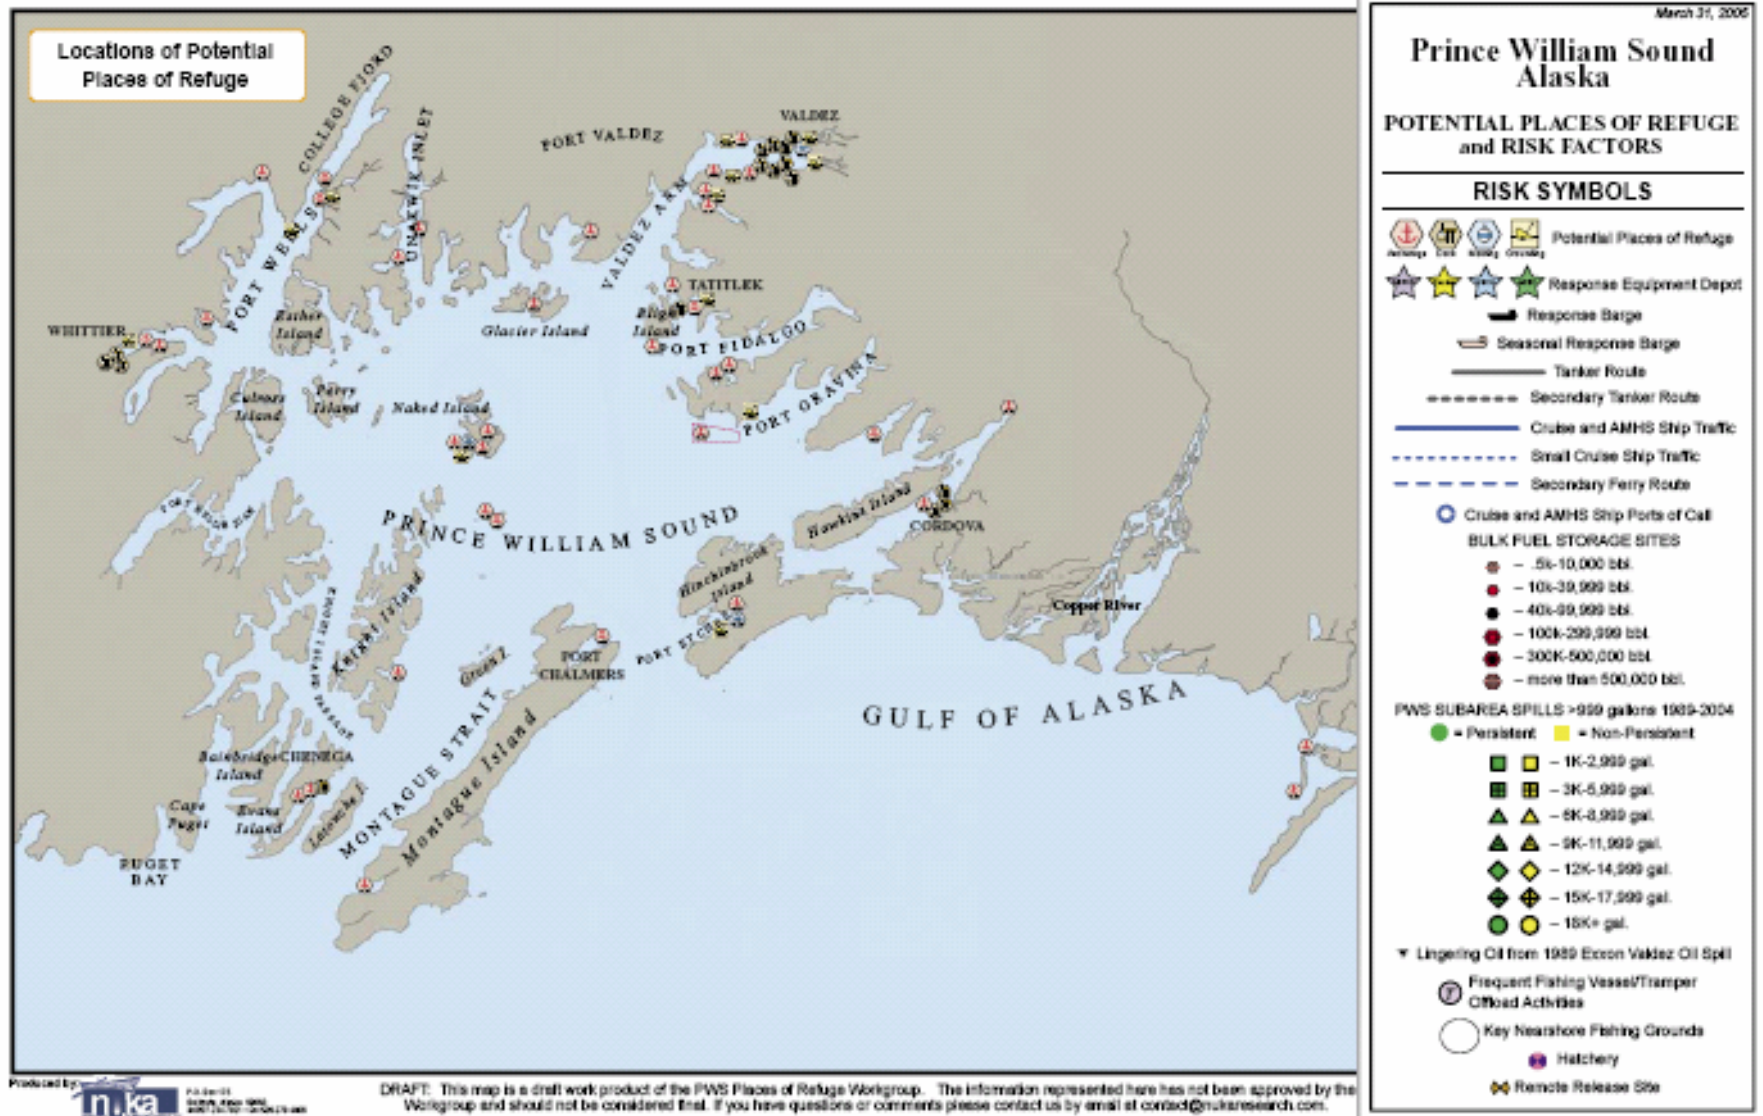 Locations of Potential
Places of Refuge
COLLEGE FJORD
UNAKWIK INLET
PORT VALDEZ
VALDEZ
VALDEZ ARM
PORT WELLS
TATITLEK
Bligh
Island
WHITTIER
Esther
Island
Glacier Island
PORT FIDALGO
Culross
Island
Perry
Island
Naked Island
PORT GRAVINA
PRINCE WILLIAM SOUND
Hawkins Island
CORDOVA
Hinchinbrook
Island
Copper River
Knight Island
Green I.
PORT
CHALMERS
PORT ETCHES
GULF OF ALASKA
MONTAGUE STRAIT
Montague Island
Bainbridge
Island
CHENEGA
Cape
Puget
Evans
Island
Latouche I.
PUGET
BAY
March 31, 2005
Prince William Sound
Alaska
POTENTIAL PLACES OF REFUGE
and RISK FACTORS
RISK SYMBOLS
Potential Places of Refuge
Response Equipment Depot
Response Barge
Seasonal Response Barge
Tanker Route
Secondary Tanker Route
Cruise and AMHS Ship Traffic
Small Cruise Ship Traffic
Secondary Ferry Route
Cruise and AMHS Ship Ports of Call
BULK FUEL STORAGE SITES
– .5k-10,000 bbl.
– 10k-39,999 bbl.
– 40k-99,999 bbl.
– 100k-299,999 bbl.
– 300K-500,000 bbl.
– more than 500,000 bbl.
PWS SUBAREA SPILLS >999 gallons 1989-2004
= Persistent = Non-Persistent
– 1K-2,999 gal.
– 3K-5,999 gal.
– 6K-8,999 gal.
– 9K-11,999 gal.
– 12K-14,999 gal.
– 15K-17,999 gal.
– 18K+ gal.
Lingering Oil from 1989 Exxon Valdez Oil Spill
T Frequent Fishing Vessel/Tramper
Offload Activities
Key Nearshore Fishing Grounds
Hatchery
Remote Release Site
Produced by:
nuka
DRAFT: This map is a draft work product of the PWS Places of Refuge Workgroup. The information represented here has not been approved by the
Workgroup and should not be considered final. If you have questions or comments please contact us by email at contact@nukaresearch.com.